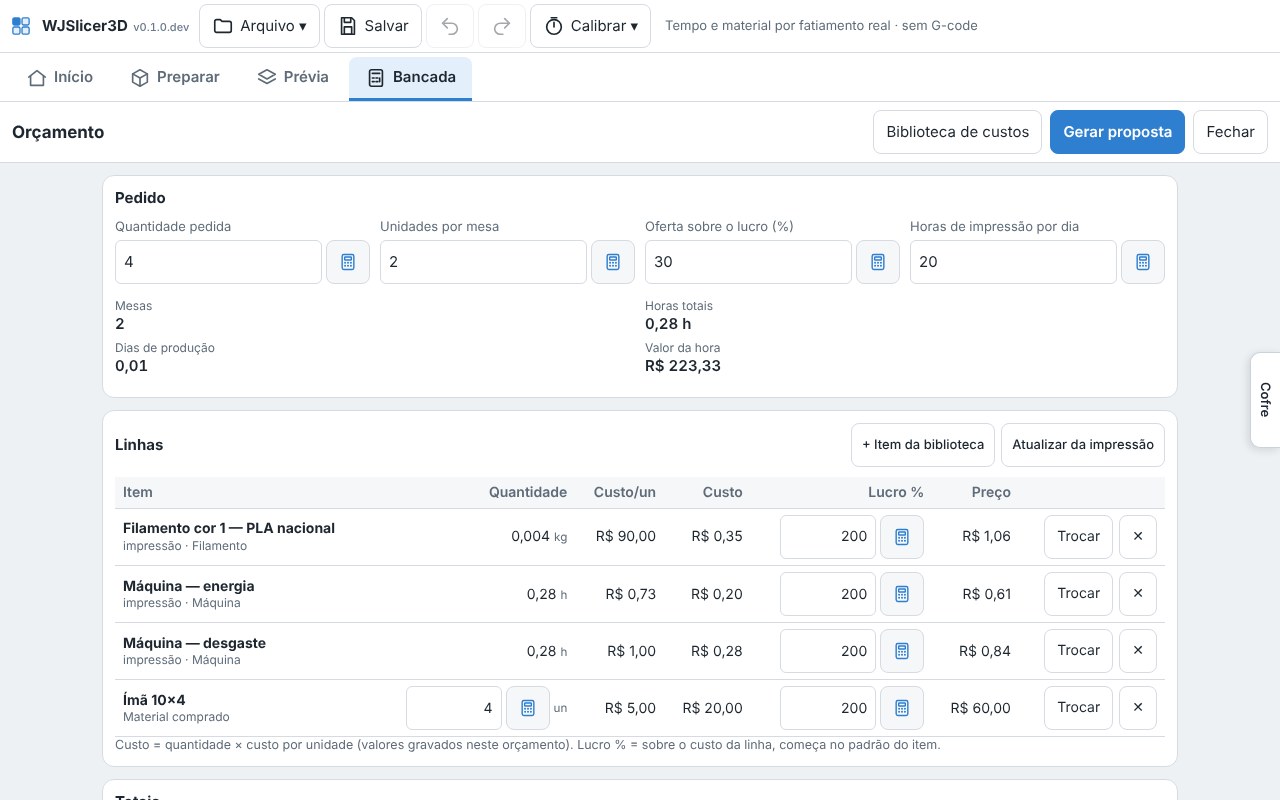 WJSlicer3D v0.1.0.dev Arquivo ▾ Salvar Calibrar ▾ Tempo e material por fatiamento real · sem G-code
Início Preparar Prévia Bancada
Orçamento Biblioteca de custos Gerar proposta Fechar
Pedido
Quantidade pedida Unidades por mesa Oferta sobre o lucro (%) Horas de impressão por dia
4 2 30 20
Mesas Horas totais
2 0,28 h
Dias de produção Valor da hora
0,01 R$ 223,33
Cofre
Linhas + Item da biblioteca Atualizar da impressão
Item Quantidade Custo/un Custo Lucro % Preço
Filamento cor 1 — PLA nacional
impressão · Filamento
0,004 kg R$ 90,00 R$ 0,35 200 R$ 1,06 Trocar ×
Máquina — energia
impressão · Máquina
0,28 h R$ 0,73 R$ 0,20 200 R$ 0,61 Trocar ×
Máquina — desgaste
impressão · Máquina
0,28 h R$ 1,00 R$ 0,28 200 R$ 0,84 Trocar ×
Ímã 10×4
Material comprado
4 un R$ 5,00 R$ 20,00 200 R$ 60,00 Trocar ×
Custo = quantidade × custo por unidade (valores gravados neste orçamento). Lucro % = sobre o custo da linha, começa no padrão do item.
Totais